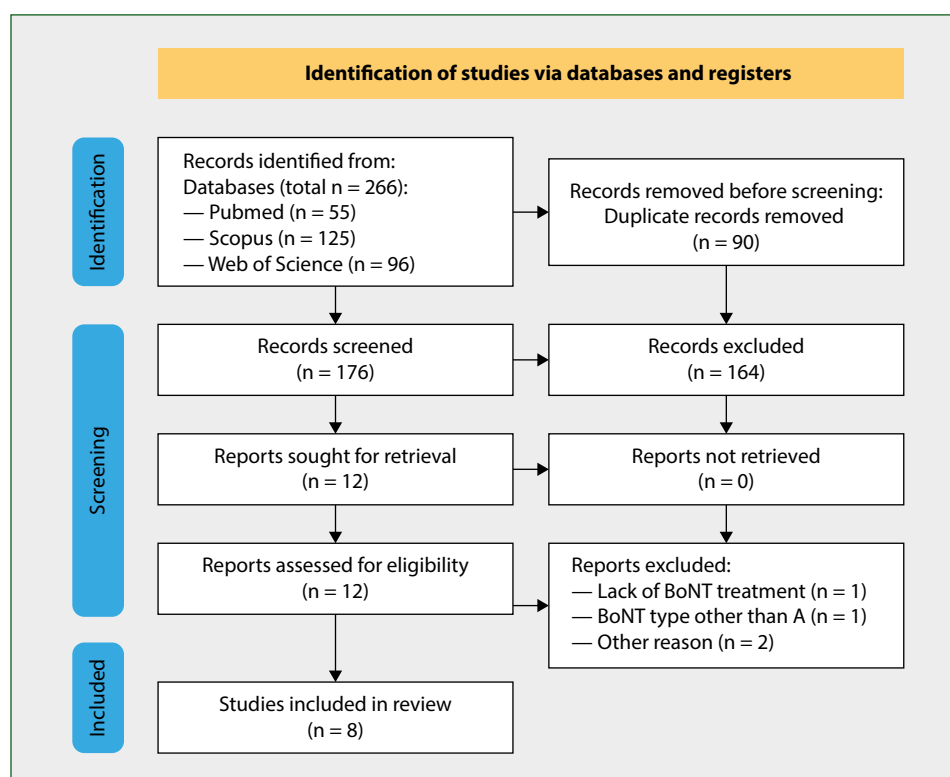 Identification of studies via databases and registers
Identification
Records identified from:
Databases (total n = 266):
— Pubmed (n = 55)
— Scopus (n = 125)
— Web of Science (n = 96)
Records removed before screening:
Duplicate records removed
(n = 90)
Screening
Records screened
(n = 176)
Records excluded
(n = 164)
Reports sought for retrieval
(n = 12)
Reports not retrieved
(n = 0)
Reports assessed for eligibility
(n = 12)
Reports excluded:
— Lack of BoNT treatment (n = 1)
— BoNT type other than A (n = 1)
— Other reason (n = 2)
Included
Studies included in review
(n = 8)